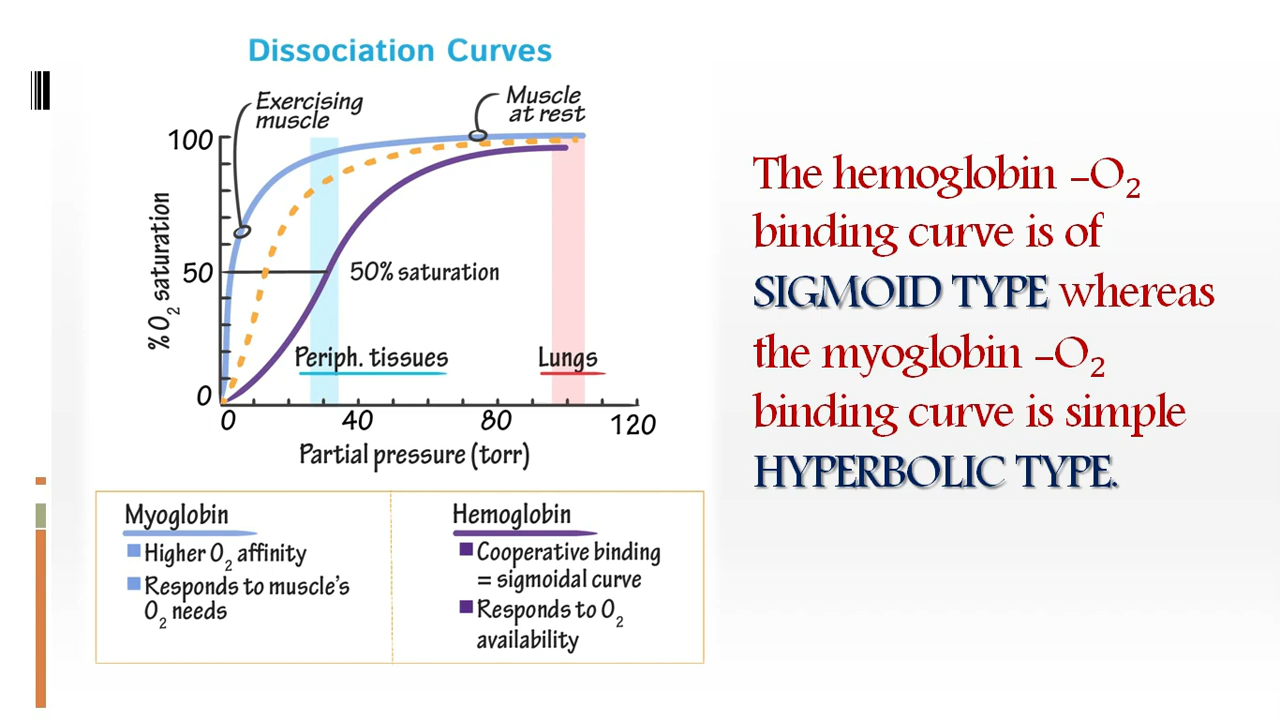 Dissociation Curves
Exercising
muscle
Muscle
at rest
100
50
0
% O₂ saturation
50% saturation
Periph. tissues
Lungs
0 40 80 120
Partial pressure (torr)
Myoglobin
Higher O₂ affinity
Responds to muscle's
O₂ needs
Hemoglobin
Cooperative binding
= sigmoidal curve
Responds to O₂
availability
The hemoglobin –O₂
binding curve is of
SIGMOID TYPE whereas
the myoglobin –O₂
binding curve is simple
HYPERBOLIC TYPE.